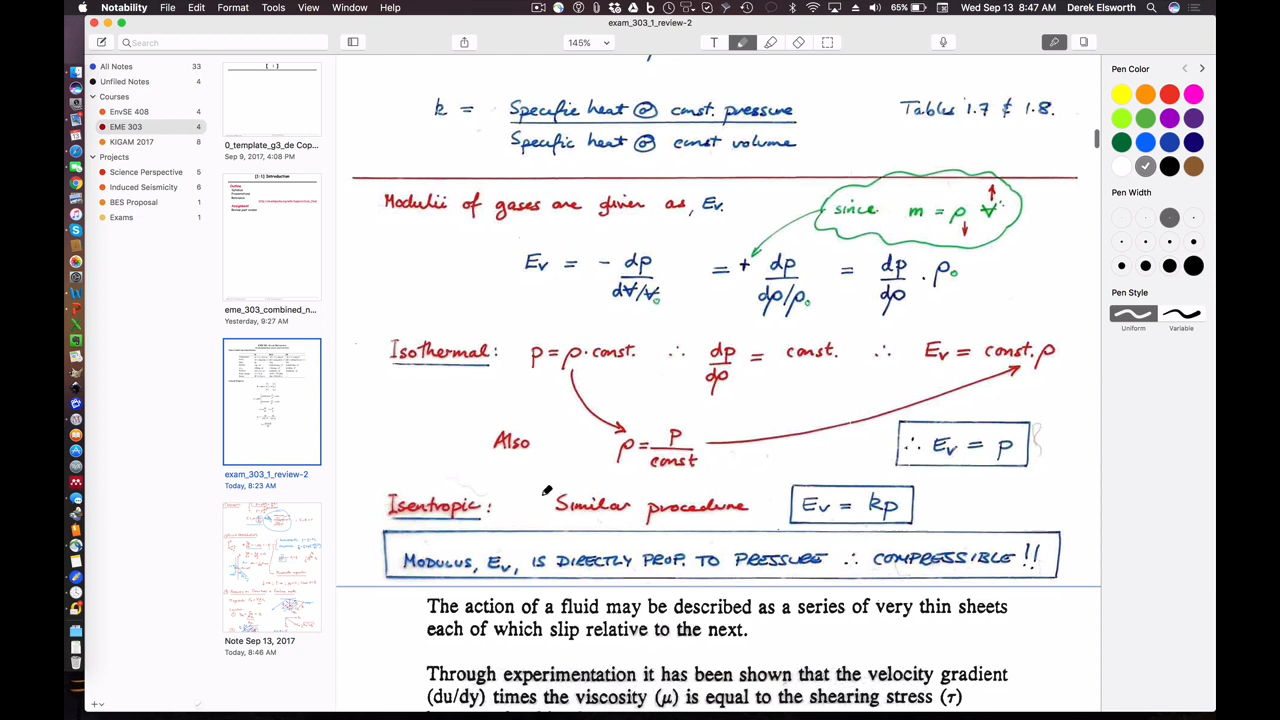 Notability File Edit Format Tools View Window Help 65% Wed Sep 13 8:47 AM Derek Elsworth
exam_303_1_review-2
Search 145%
All Notes 33
Unfiled Notes 4
Courses
EnvSE 408 4
EME 303 4
KIGAM 2017 8
Projects
Science Perspective 5
Induced Seismicity 6
BES Proposal 2
Exams 1
0_template_g3_de Cop...
Sep 9, 2017, 4:08 PM
[1:1] Introduction
eme_303_combined_n...
Yesterday, 9:27 AM
exam_303_1_review-2
Today, 8:23 AM
Note Sep 13, 2017
Today, 8:46 AM
k = Specific heat @ const. pressure Tables 1.7 & 1.8.
Specific heat @ const volume
Modulii of gases are given as, Ev.
since m = ρ ∀
Ev = - dp = + dp = dp . ρo
d∀/∀o dρ/ρo dρ
Isothermal: p = ρ·const. ∴ dp = const. ∴ Ev = const. ρ
dρ
Also ρ = p ∴ Ev = p
const
Isentropic: Similar procedure Ev = kp
MODULUS, Ev, IS DIRECTLY PROP. TO PRESSURE ∴ COMPRESSIBLE!!
The action of a fluid may be described as a series of very thin sheets
each of which slip relative to the next.
Through experimentation it has been shown that the velocity gradient
(du/dy) times the viscosity (μ) is equal to the shearing stress (τ)
Pen Color
Pen Width
Pen Style
Uniform Variable